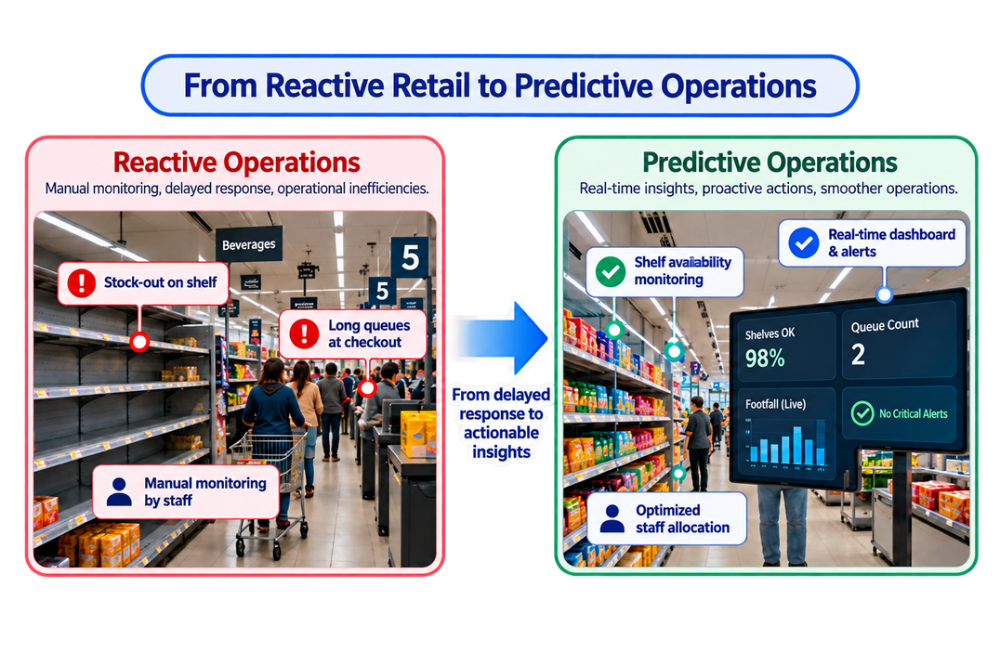 From Reactive Retail to Predictive Operations
Reactive Operations
Manual monitoring, delayed response, operational inefficiencies.
Beverages
5
5
Stock-out on shelf
Long queues
at checkout
Manual monitoring
by staff
From delayed
response to
actionable
insights
Predictive Operations
Real-time insights, proactive actions, smoother operations.
Real-time dashboard
& alerts
Shelf availability
monitoring
Shelves OK
98%
Queue Count
2
Footfall (Live)
No Critical Alerts
Optimized
staff allocation